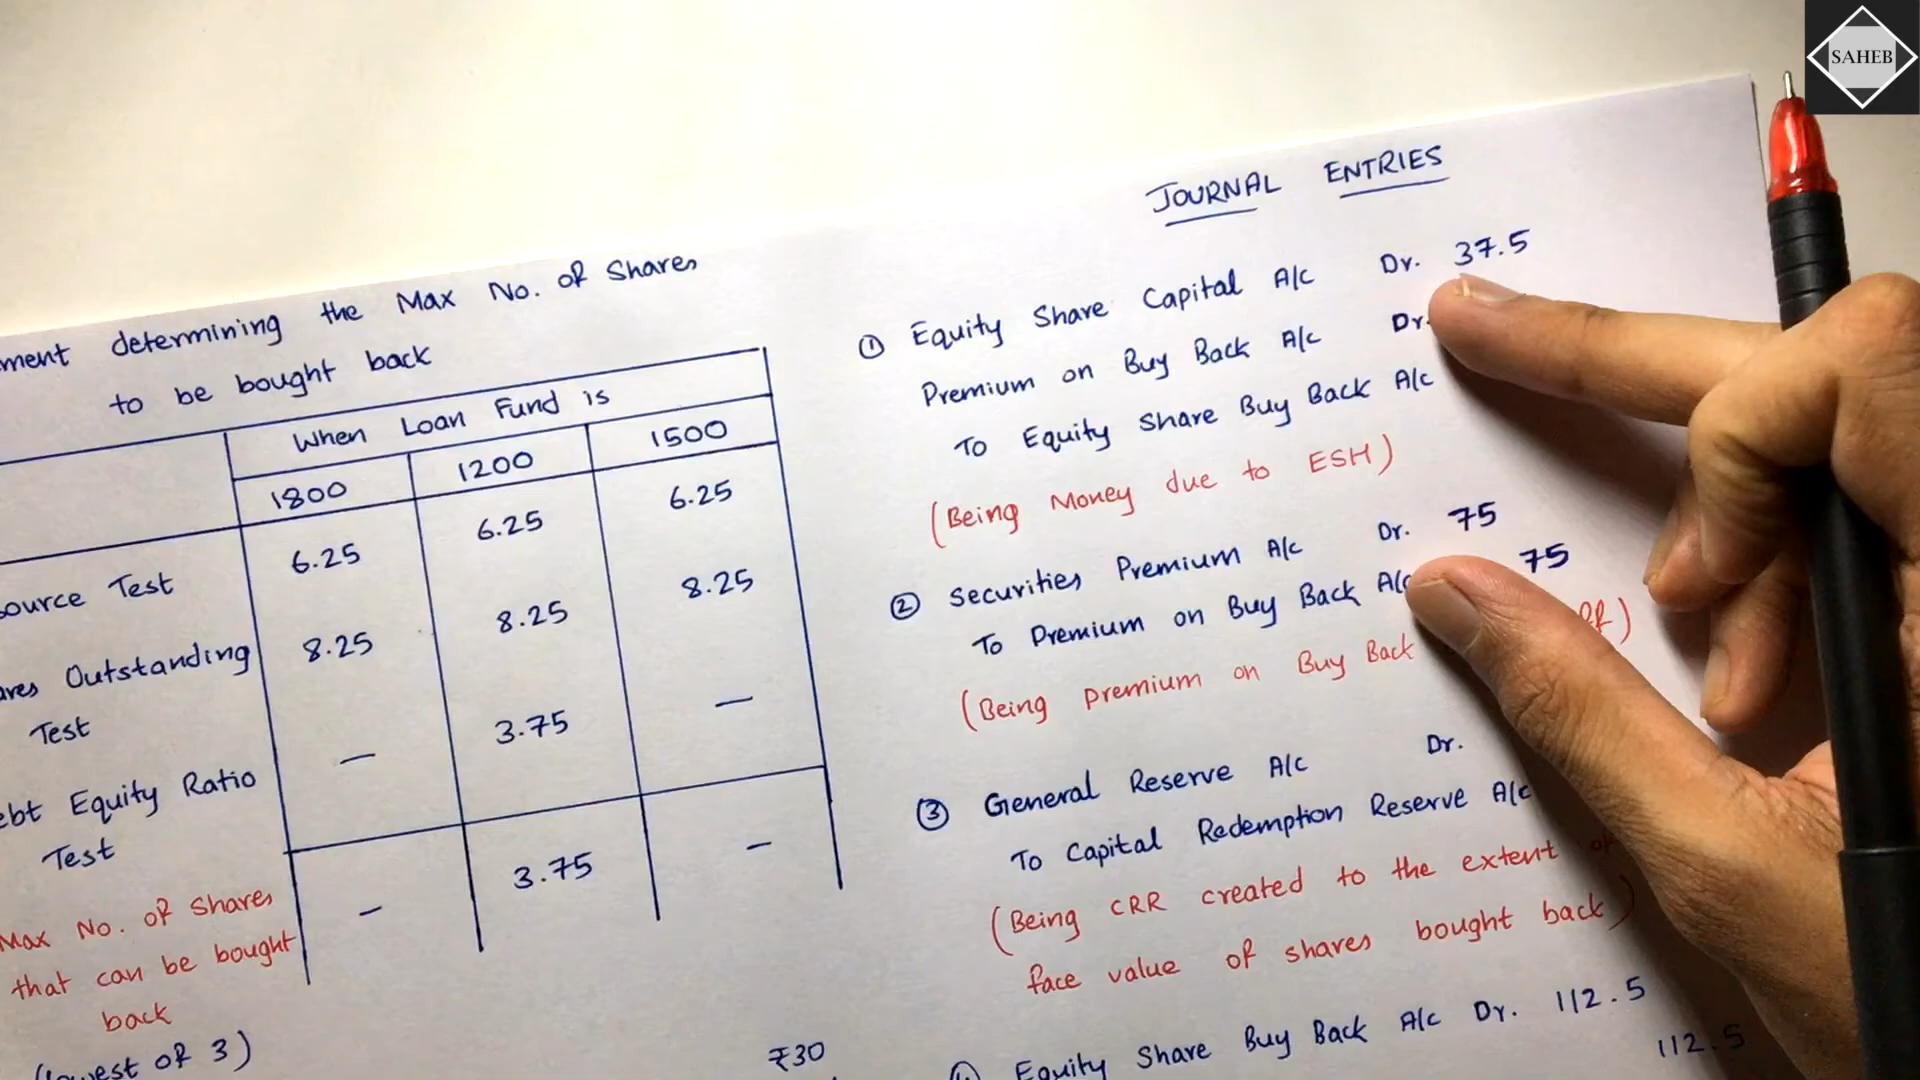 SAHEB
determining the Max No. of Shares
to be bought back
When Loan Fund is
1800 1200 1500
Test 6.25 6.25 6.25
Outstanding 8.25 8.25 8.25
Test
Equity Ratio — 3.75 —
Test
Max No. of Shares
that can be bought
back — 3.75 —
of 3)
₹30
JOURNAL ENTRIES
① Equity Share Capital A/c Dr. 37.5
Premium on Buy Back A/c Dr.
To Equity Share Buy Back A/c
(Being Money due to ESH)
② Securities Premium A/c Dr. 75
To Premium on Buy Back A/c 75
(Being premium on Buy Back
③ General Reserve A/c Dr.
To Capital Redemption Reserve A/c
(Being CRR created to the extent
face value of shares bought back)
Equity Share Buy Back A/c Dr. 112.5
112.5